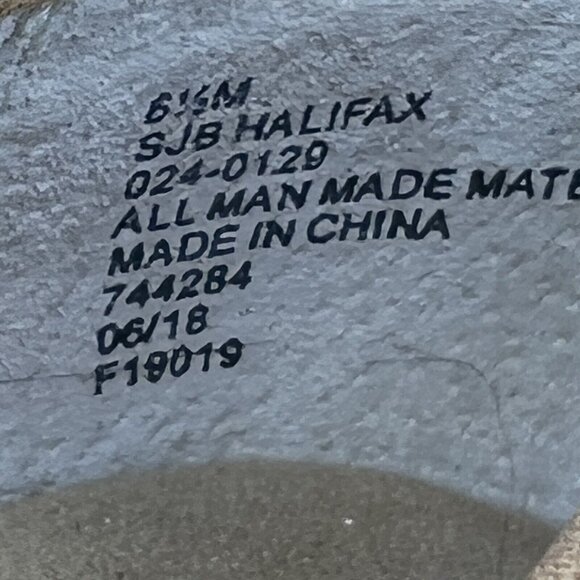 6½M
SJB HALIFAX
024-0129
ALL MAN MADE MATE
MADE IN CHINA
744284
06/18
F19019